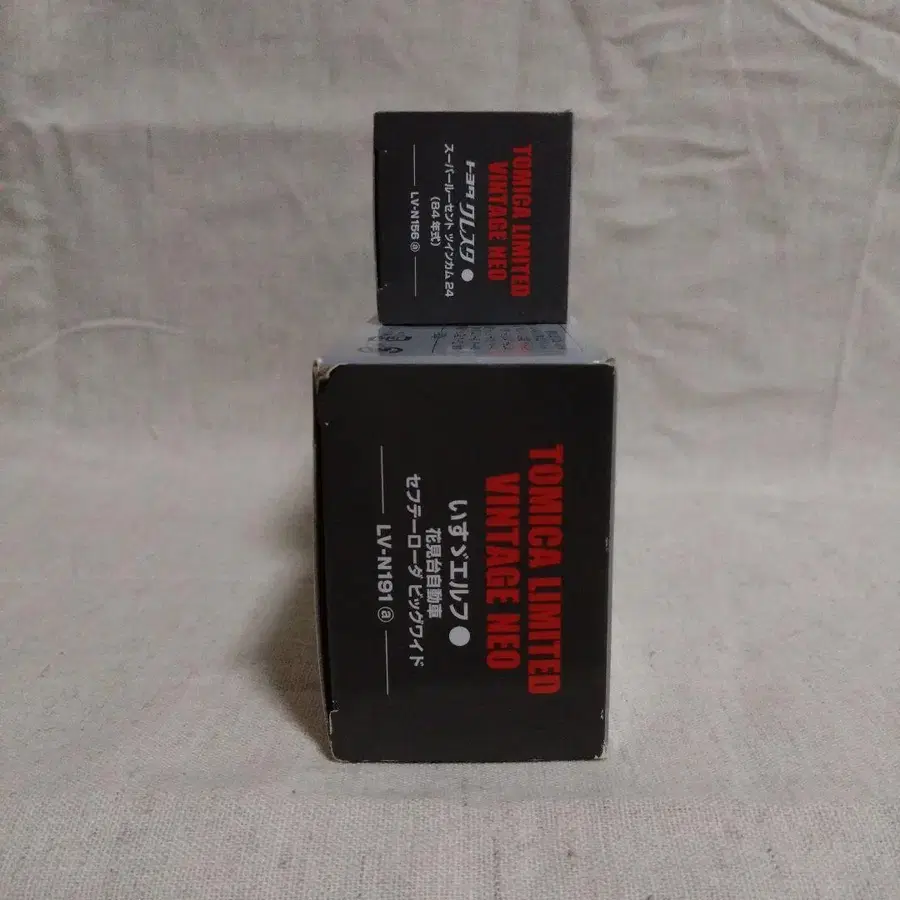 TOMICA LIMITED
VINTAGE NEO
トヨタ クレスタ
スーパールーセント ツインカム 24
(84 年式)
LV-N156 ⓐ
TOMICA LIMITED
VINTAGE NEO
いすゞエルフ
花見台自動車
セフテーローダ ビッグワイド
LV-N191 ⓐ